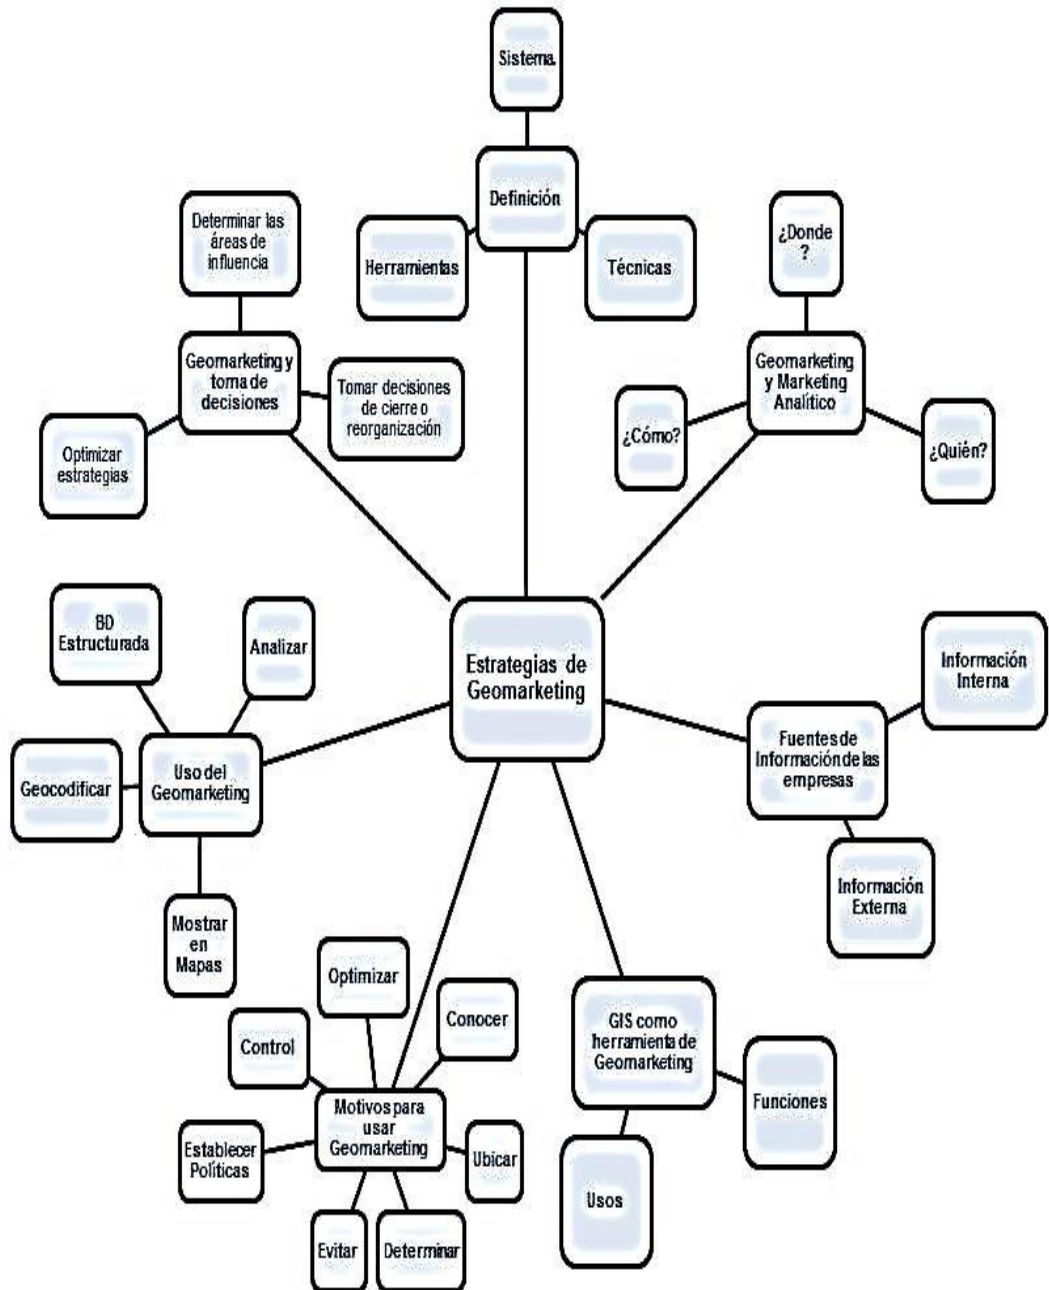 Sistema.
Definición
Herramientas
Técnicas
Determinar las
áreas de
influencia
Geomarketing y
toma de
decisiones
Tomar decisiones
de cierre o
reorganización
Optimizar
estrategias
¿Donde
?
Geomarketing
y Marketing
Analítico
¿Cómo?
¿Quién?
Estrategias de
Geomarketing
BD
Estructurada
Analizar
Geocodificar
Uso del
Geomarketing
Mostrar
en
Mapas
Información
Interna
Fuentes de
Información de las
empresas
Información
Externa
Optimizar
Conocer
Control
Motivos para
usar
Geomarketing
Establecer
Políticas
Ubicar
Evitar
Determinar
GIS como
herramienta de
Geomarketing
Funciones
Usos